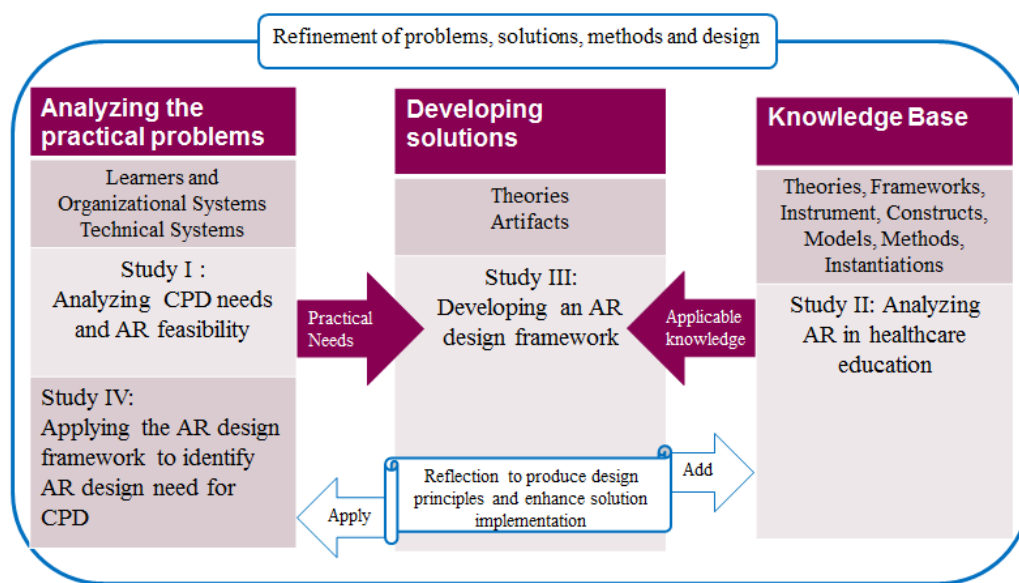 Refinement of problems, solutions, methods and design
Analyzing the
practical problems
Learners and
Organizational Systems
Technical Systems
Study I :
Analyzing CPD needs
and AR feasibility
Study IV:
Applying the AR design
framework to identify
AR design need for
CPD
Practical
Needs
Developing
solutions
Theories
Artifacts
Study III:
Developing an AR
design framework
Applicable
knowledge
Knowledge Base
Theories, Frameworks,
Instrument, Constructs,
Models, Methods,
Instantiations
Study II: Analyzing
AR in healthcare
education
Apply
Reflection to produce design
principles and enhance solution
implementation
Add